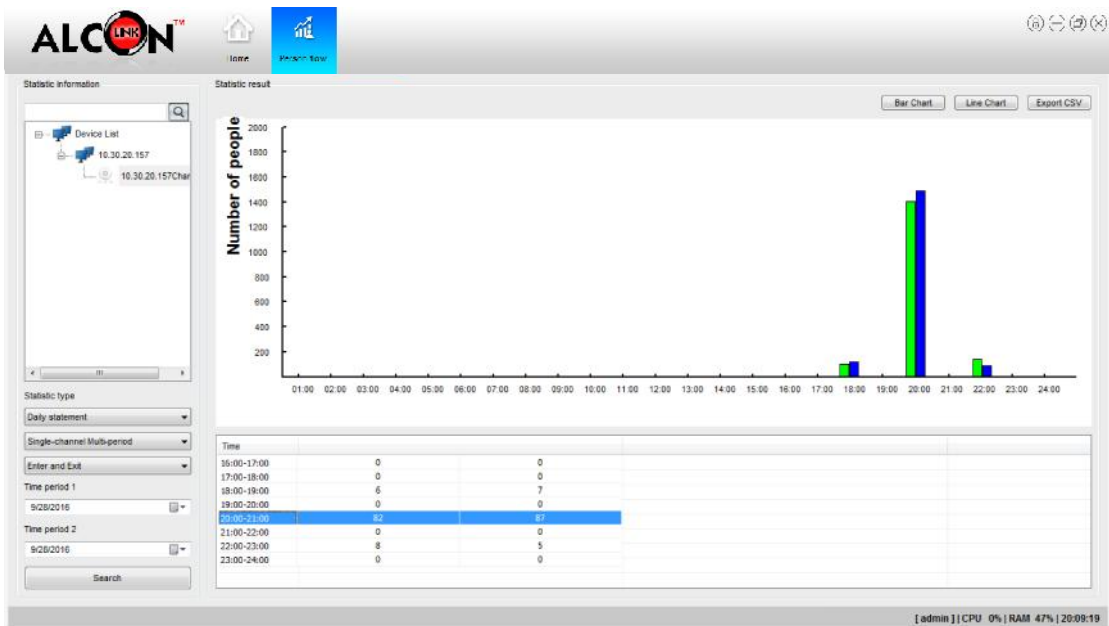 ALCON LINK TM
Home
Person flow
Statistic information
Device List
10.30.20.157
10.30.20.157Char
Statistic type
Daily statement
Single-channel Multi-period
Enter and Exit
Time period 1
9/28/2016
Time period 2
9/28/2016
Search
Statistic result
Bar Chart Line Chart Export CSV
Number of people
2000
1800
1600
1400
1200
1000
800
600
400
200
01:00 02:00 03:00 04:00 05:00 06:00 07:00 08:00 09:00 10:00 11:00 12:00 13:00 14:00 15:00 16:00 17:00 18:00 19:00 20:00 21:00 22:00 23:00 24:00
Time
16:00-17:00 0 0
17:00-18:00 0 0
18:00-19:00 6 7
19:00-20:00 0 0
20:00-21:00 82 87
21:00-22:00 0 0
22:00-23:00 8 5
23:00-24:00 0 0
[ admin ] | CPU 0% | RAM 47% | 20:09:19